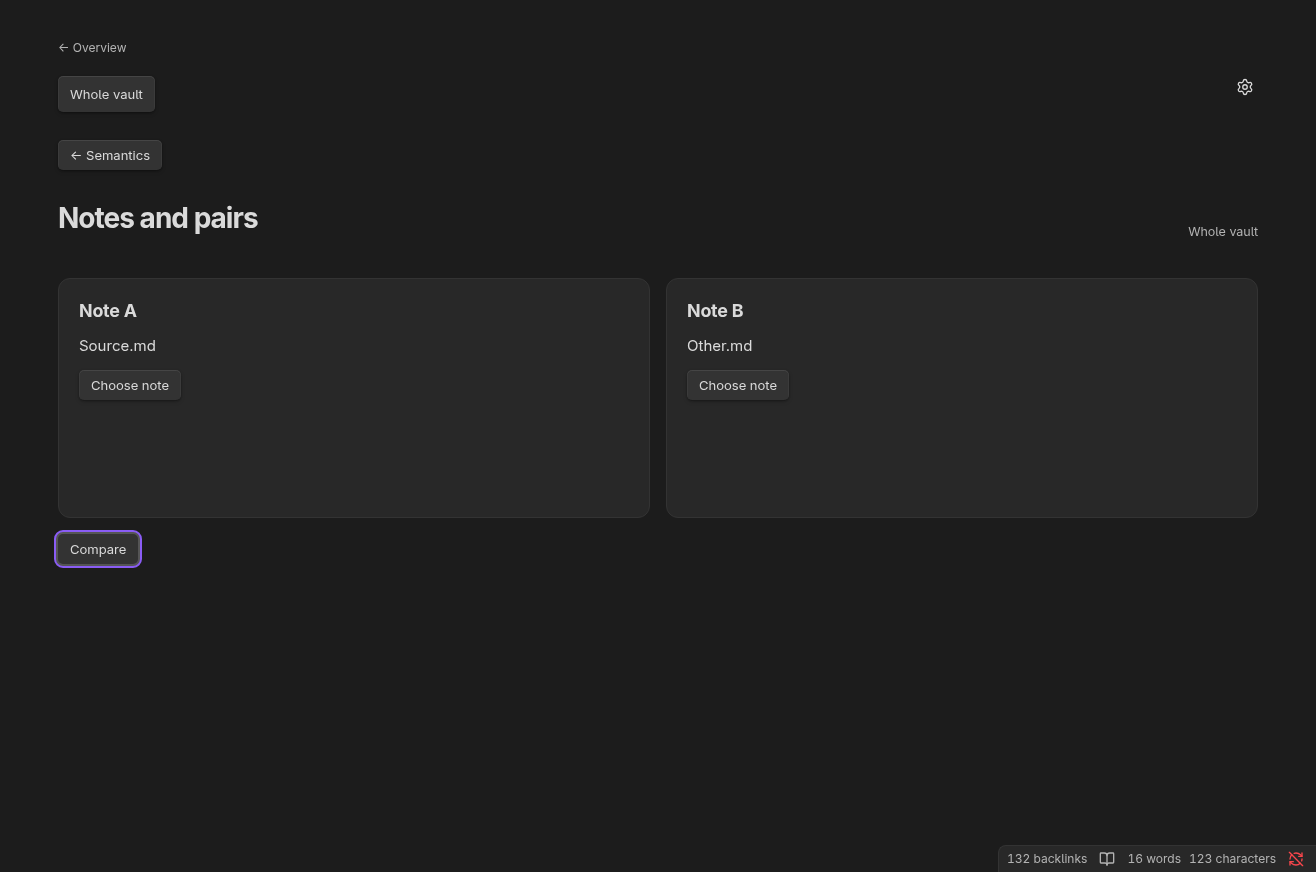 ← Overview
Whole vault
← Semantics
Notes and pairs
Whole vault
Note A
Source.md
Choose note
Note B
Other.md
Choose note
Compare
132 backlinks 16 words 123 characters